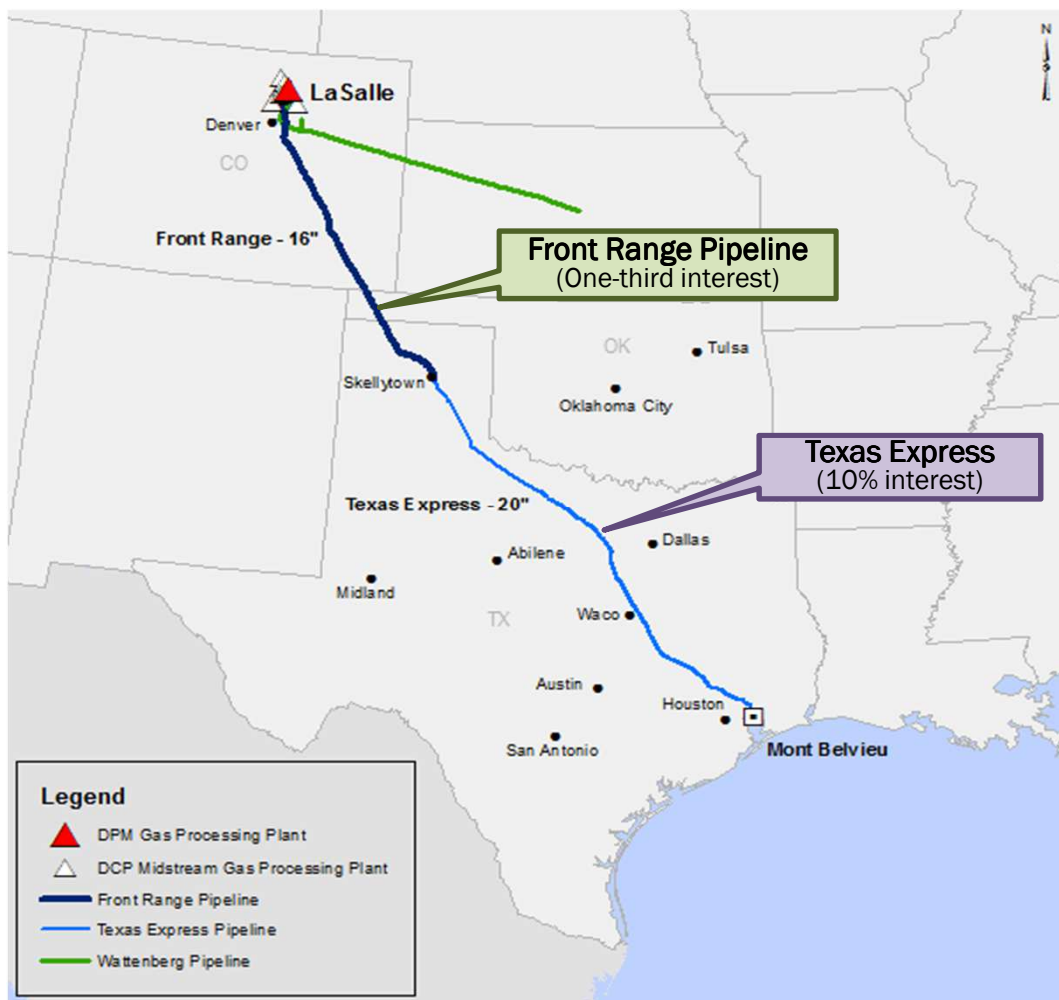 N
LaSalle
Denver
CO
Front Range - 16"
Front Range Pipeline
(One-third interest)
OK
Tulsa
Skellytown
Oklahoma City
Texas Express
(10% interest)
Texas Express - 20"
Dallas
Abilene
Midland
Waco
TX
Austin
Houston
San Antonio
Mont Belvieu
Legend
DPM Gas Processing Plant
DCP Midstream Gas Processing Plant
Front Range Pipeline
Texas Express Pipeline
Wattenberg Pipeline